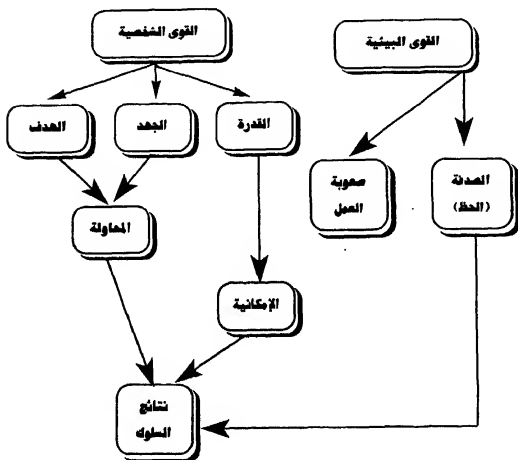 القوى الشخصية
القوى البيئية
الهدف
الجهد
القدرة
صعوبة
العمل
الصدفة
(الحظ)
المحاولة
الإمكانية
نتائج
السلوك